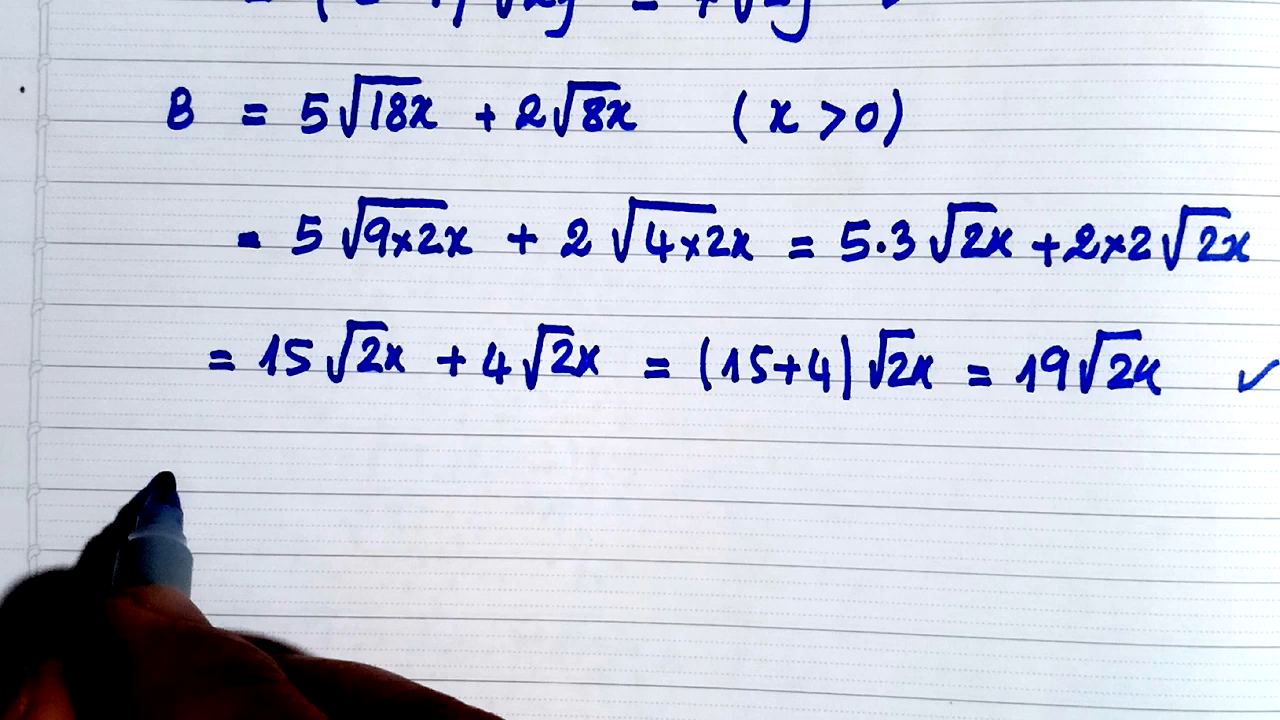 B = 5√18x + 2√8x (x > 0)
= 5√9×2x + 2√4×2x = 5·3√2x + 2×2√2x
= 15√2x + 4√2x = (15+4)√2x = 19√2x ✓